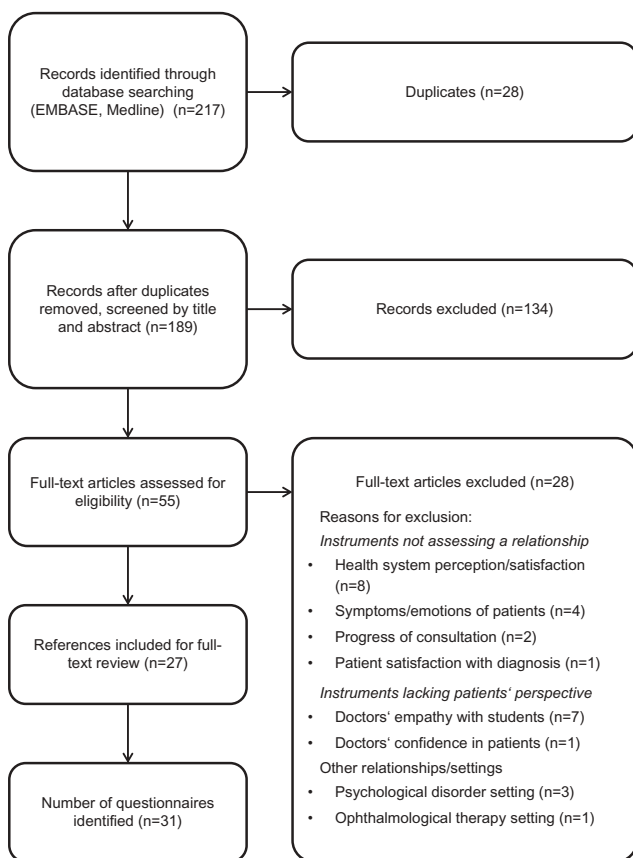 Records identified through
database searching
(EMBASE, Medline) (n=217)
Duplicates (n=28)
Records after duplicates
removed, screened by title
and abstract (n=189)
Records excluded (n=134)
Full-text articles assessed for
eligibility (n=55)
Full-text articles excluded (n=28)
Reasons for exclusion:
Instruments not assessing a relationship
• Health system perception/satisfaction
(n=8)
• Symptoms/emotions of patients (n=4)
• Progress of consultation (n=2)
• Patient satisfaction with diagnosis (n=1)
Instruments lacking patients‘ perspective
• Doctors‘ empathy with students (n=7)
• Doctors‘ confidence in patients (n=1)
Other relationships/settings
• Psychological disorder setting (n=3)
• Ophthalmological therapy setting (n=1)
References included for full-
text review (n=27)
Number of questionnaires
identified (n=31)